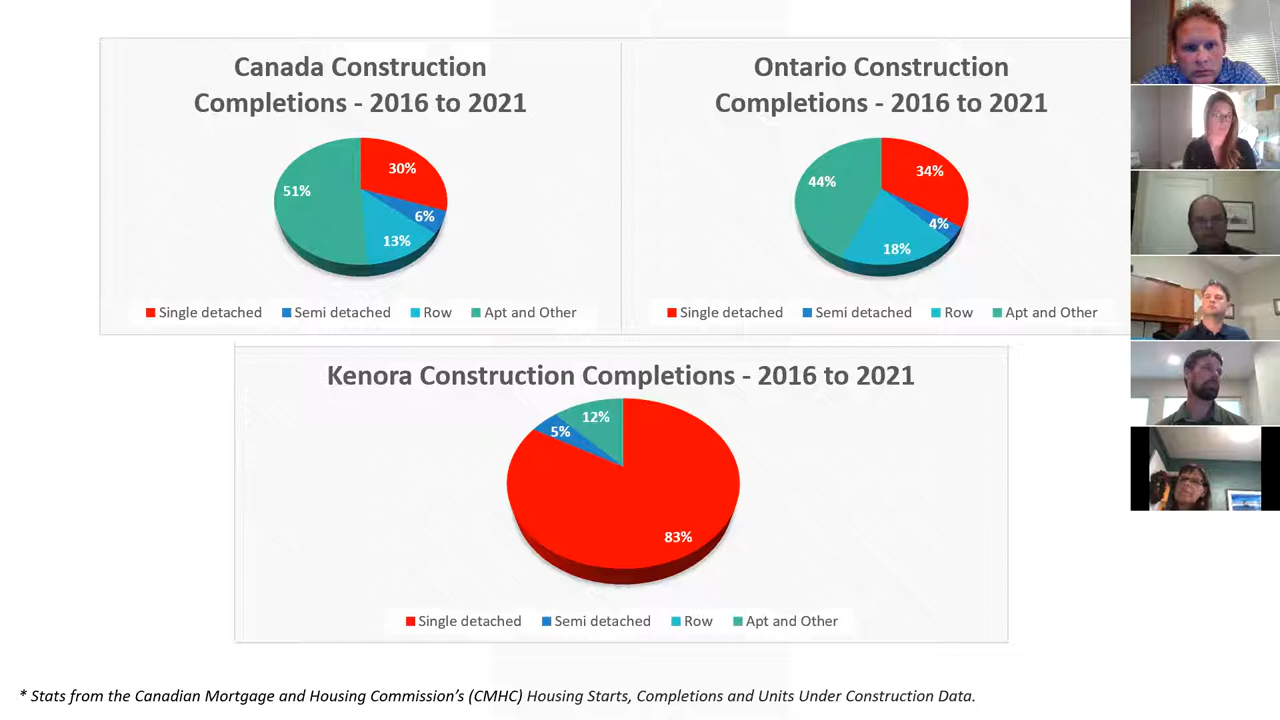 Canada Construction
Completions - 2016 to 2021
30%
51%
6%
13%
Single detached Semi detached Row Apt and Other
Ontario Construction
Completions - 2016 to 2021
34%
44%
4%
18%
Single detached Semi detached Row Apt and Other
Kenora Construction Completions - 2016 to 2021
12%
5%
83%
Single detached Semi detached Row Apt and Other
* Stats from the Canadian Mortgage and Housing Commission's (CMHC) Housing Starts, Completions and Units Under Construction Data.